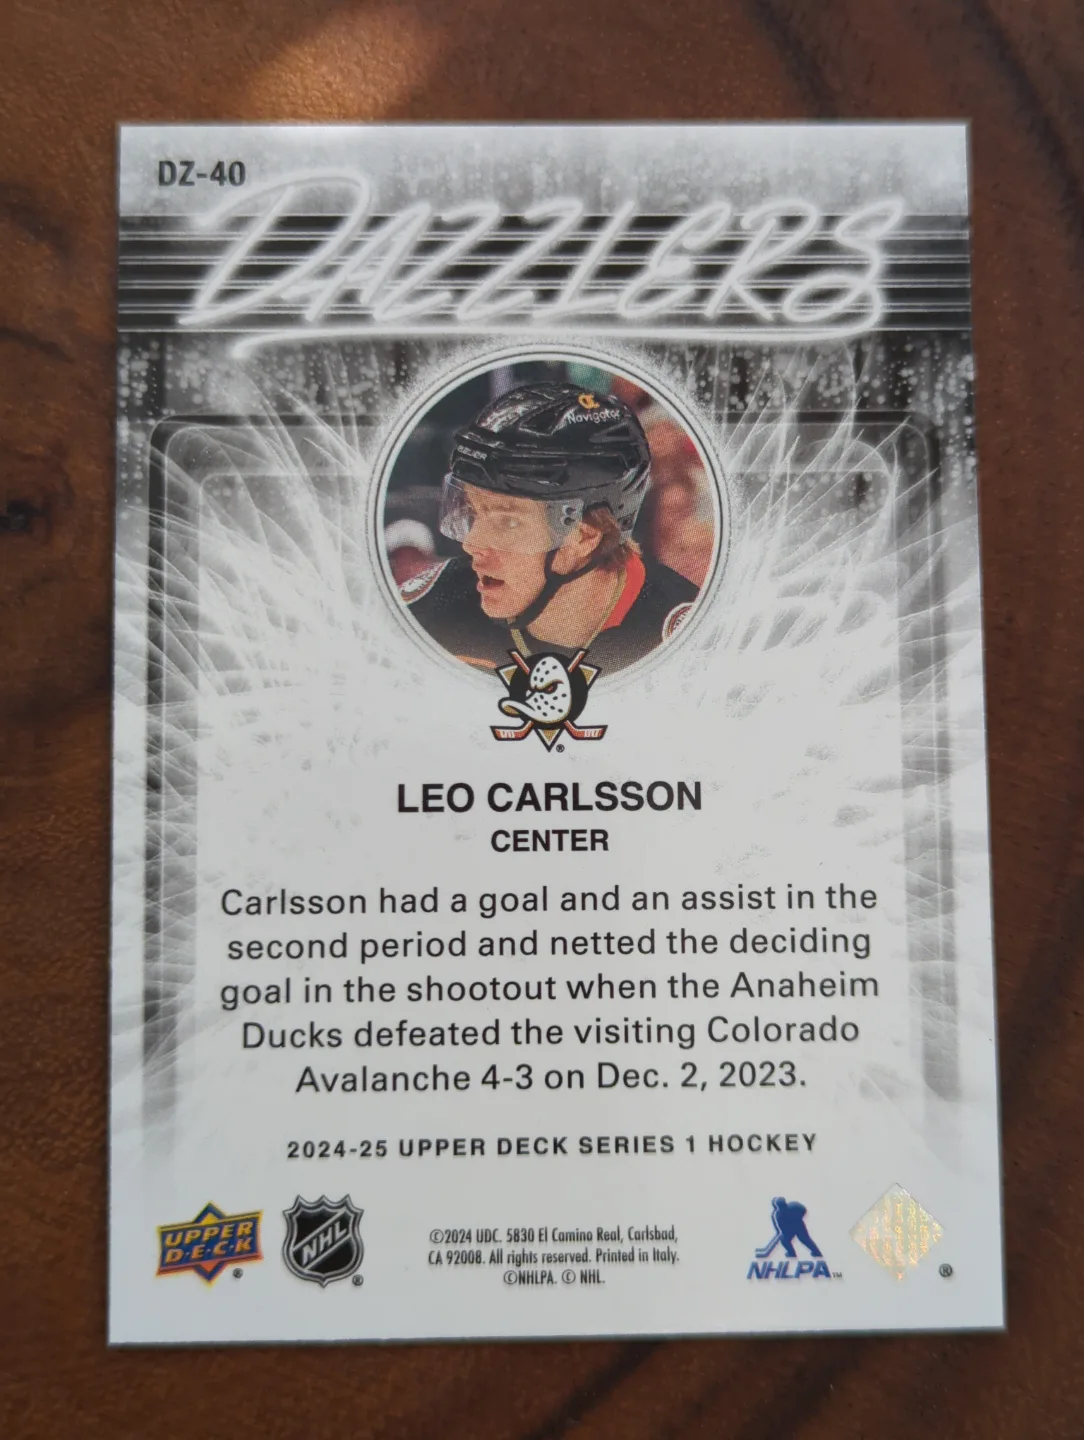 DZ-40
DAZZLERS
Navigator
BAUER
LEO CARLSSON
CENTER
Carlsson had a goal and an assist in the
second period and netted the deciding
goal in the shootout when the Anaheim
Ducks defeated the visiting Colorado
Avalanche 4-3 on Dec. 2, 2023.
2024-25 UPPER DECK SERIES 1 HOCKEY
UPPER
D·E·C·K
®
NHL
®
©2024 UDC. 5830 El Camino Real, Carlsbad,
CA 92008. All rights reserved. Printed in Italy.
©NHLPA. © NHL.
NHLPA™
®